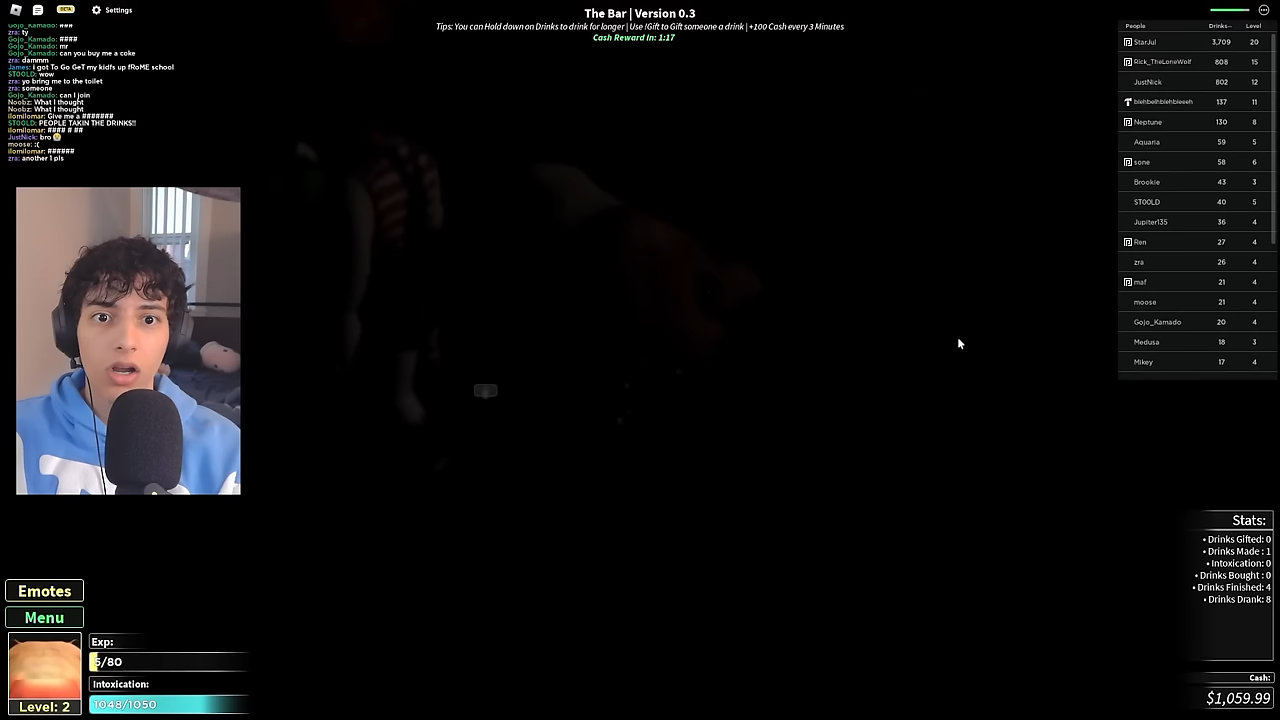 BETA
Settings
The Bar | Version 0.3
Tips: You can Hold down on Drinks to drink for longer | Use !Gift to Gift someone a drink | +100 Cash every 3 Minutes
Cash Reward In: 1:17
Gojo_Kamado: ###
zra: ty
Gojo_Kamado: ####
Gojo_Kamado: mr
Gojo_Kamado: can you buy me a coke
zra: dammm
James: i got To Go GeT my kidfs up fRoME school
ST00LD: wow
zra: yo bring me to the toilet
zra: someone
Gojo_Kamado: can I join
Noobz: What I thought
Noobz: What I thought
ilomilomar: Give me a #######
ST00LD: PEOPLE TAKIN THE DRINKS!!
ilomilomar: #### # ##
JustNick: bro 
moose: :(
ilomilomar: ######
zra: another 1 pls
People Drinks Level
StarJul 3,709 20
Rick_TheLoneWolf 808 15
JustNick 802 12
blehbelhblehbleeeh 137 11
Neptune 130 8
Aquaria 59 5
sone 58 6
Brookie 43 3
ST00LD 40 5
Jupiter135 36 4
Ren 27 4
zra 26 4
maf 21 4
moose 21 4
Gojo_Kamado 20 4
Medusa 18 3
Mikey 17 4
Stats:
• Drinks Gifted: 0
• Drinks Made : 1
• Intoxication: 0
• Drinks Bought : 0
• Drinks Finished: 4
• Drinks Drank: 8
Emotes
Menu
Exp:
5/80
Intoxication:
1048/1050
Level: 2
Cash:
$1,059.99